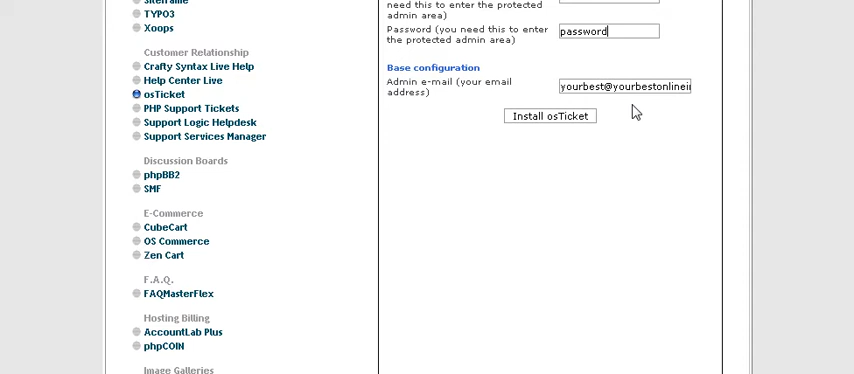 Siteframe
TYPO3
Xoops
Customer Relationship
Crafty Syntax Live Help
Help Center Live
osTicket
PHP Support Tickets
Support Logic Helpdesk
Support Services Manager
Discussion Boards
phpBB2
SMF
E-Commerce
CubeCart
OS Commerce
Zen Cart
F.A.Q.
FAQMasterFlex
Hosting Billing
AccountLab Plus
phpCOIN
Image Galleries
need this to enter the protected
admin area)
Password (you need this to enter
the protected admin area)
password
Base configuration
Admin e-mail (your email
address)
yourbest@yourbestonlinei
Install osTicket